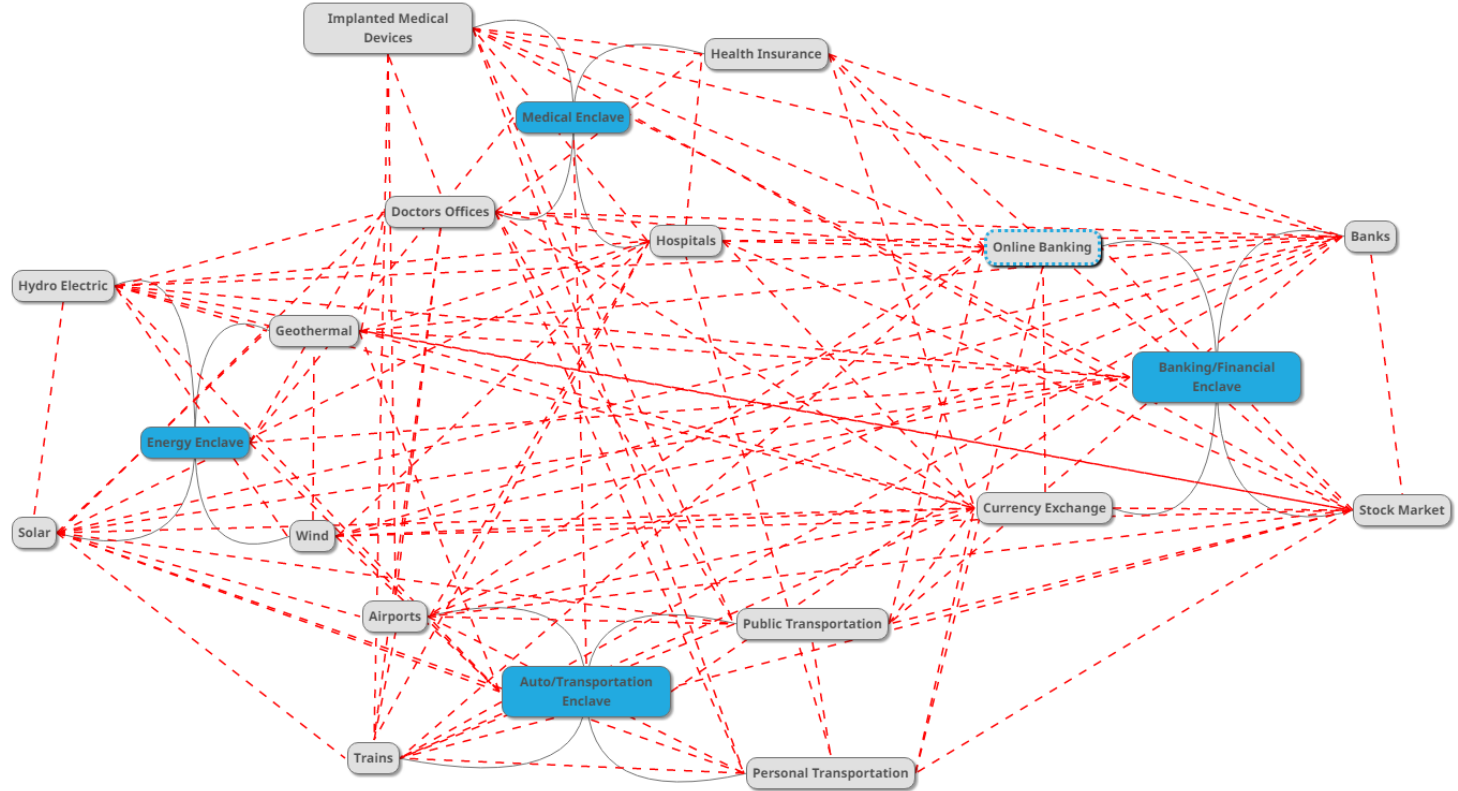 Implanted Medical
Devices
Health Insurance
Medical Enclave
Doctors Offices
Hospitals
Online Banking
Banks
Hydro Electric
Geothermal
Banking/Financial
Enclave
Energy Enclave
Solar
Wind
Currency Exchange
Stock Market
Airports
Public Transportation
Auto/Transportation
Enclave
Trains
Personal Transportation